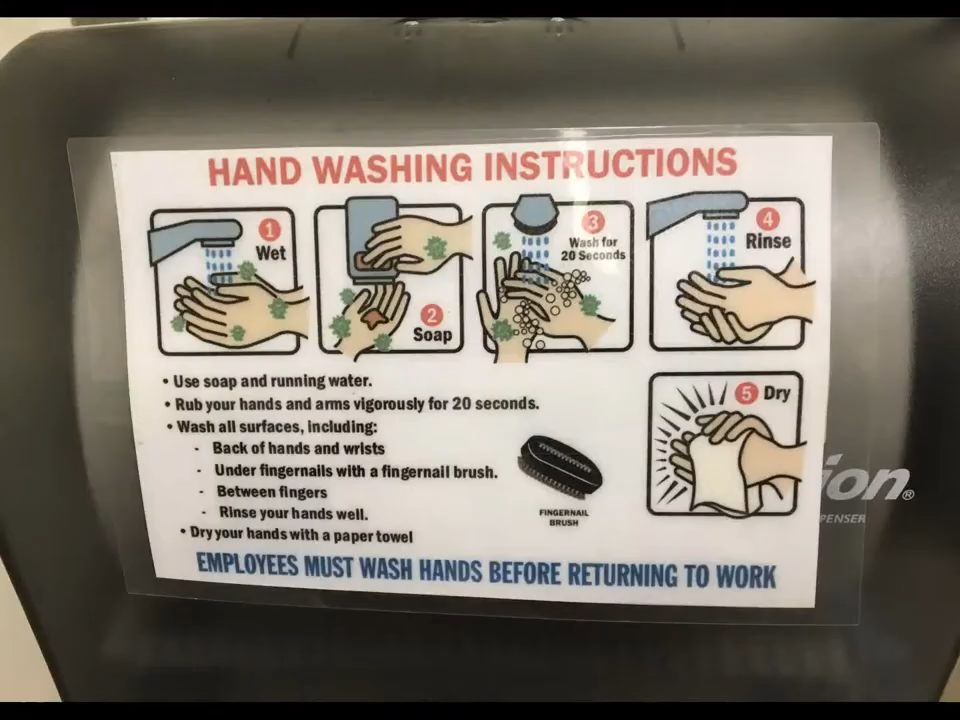 HAND WASHING INSTRUCTIONS
1
Wet
2
Soap
3
Wash for
20 Seconds
4
Rinse
5 Dry
• Use soap and running water.
• Rub your hands and arms vigorously for 20 seconds.
• Wash all surfaces, including:
- Back of hands and wrists
- Under fingernails with a fingernail brush.
- Between fingers
- Rinse your hands well.
• Dry your hands with a paper towel
FINGERNAIL
BRUSH
EMPLOYEES MUST WASH HANDS BEFORE RETURNING TO WORK
ion®
PENSER